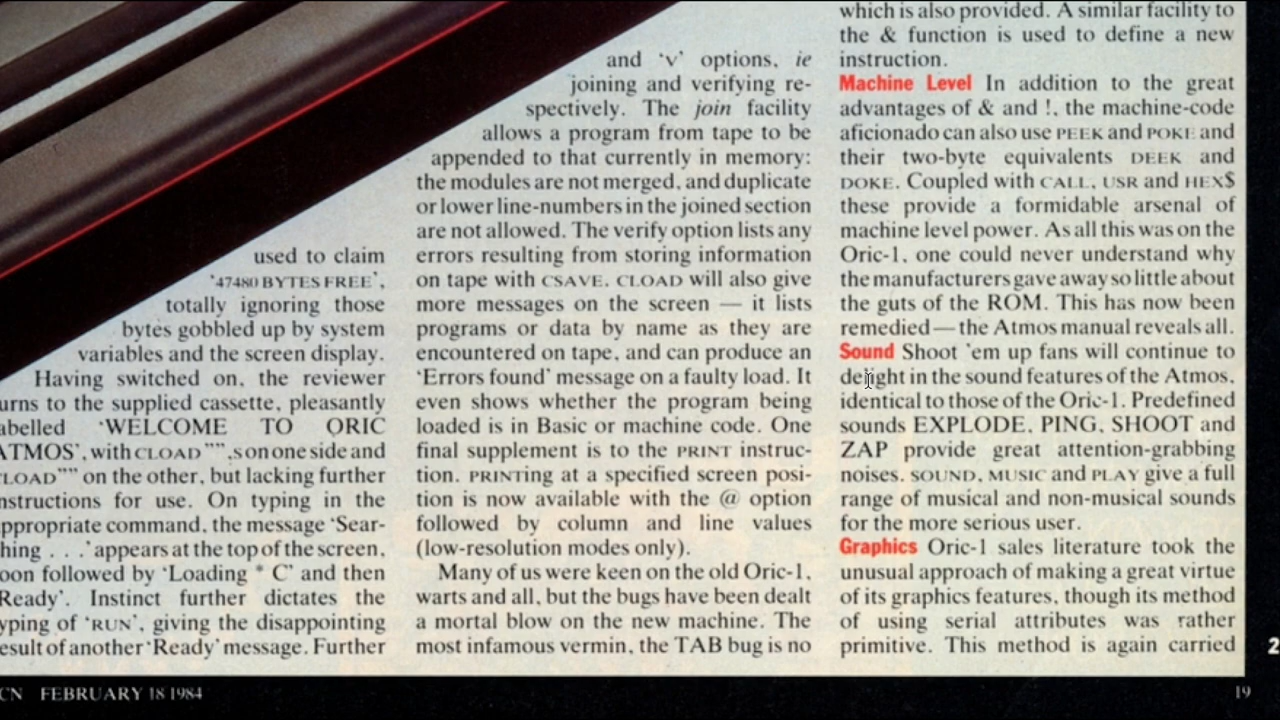 used to claim
'47480 BYTES FREE',
totally ignoring those
bytes gobbled up by system
variables and the screen display.
Having switched on, the reviewer
urns to the supplied cassette, pleasantly
abelled 'WELCOME TO ORIC
ATMOS', with CLOAD"",S on one side and
CLOAD"" on the other, but lacking further
nstructions for use. On typing in the
ppropriate command, the message 'Sear-
hing . . .' appears at the top of the screen,
oon followed by 'Loading * C' and then
Ready'. Instinct further dictates the
yping of 'RUN', giving the disappointing
esult of another 'Ready' message. Further
and 'v' options, ie
joining and verifying re-
spectively. The join facility
allows a program from tape to be
appended to that currently in memory:
the modules are not merged, and duplicate
or lower line-numbers in the joined section
are not allowed. The verify option lists any
errors resulting from storing information
on tape with CSAVE. CLOAD will also give
more messages on the screen — it lists
programs or data by name as they are
encountered on tape, and can produce an
'Errors found' message on a faulty load. It
even shows whether the program being
loaded is in Basic or machine code. One
final supplement is to the PRINT instruc-
tion. PRINTing at a specified screen posi-
tion is now available with the @ option
followed by column and line values
(low-resolution modes only).
Many of us were keen on the old Oric-1,
warts and all, but the bugs have been dealt
a mortal blow on the new machine. The
most infamous vermin, the TAB bug is no
which is also provided. A similar facility to
the & function is used to define a new
instruction.
Machine Level In addition to the great
advantages of & and !, the machine-code
aficionado can also use PEEK and POKE and
their two-byte equivalents DEEK and
DOKE. Coupled with CALL, USR and HEX$
these provide a formidable arsenal of
machine level power. As all this was on the
Oric-1, one could never understand why
the manufacturers gave away so little about
the guts of the ROM. This has now been
remedied — the Atmos manual reveals all.
Sound Shoot 'em up fans will continue to
delight in the sound features of the Atmos,
identical to those of the Oric-1. Predefined
sounds EXPLODE, PING, SHOOT and
ZAP provide great attention-grabbing
noises. SOUND, MUSIC and PLAY give a full
range of musical and non-musical sounds
for the more serious user.
Graphics Oric-1 sales literature took the
unusual approach of making a great virtue
of its graphics features, though its method
of using serial attributes was rather
primitive. This method is again carried
CN FEBRUARY 18 1984
19
2